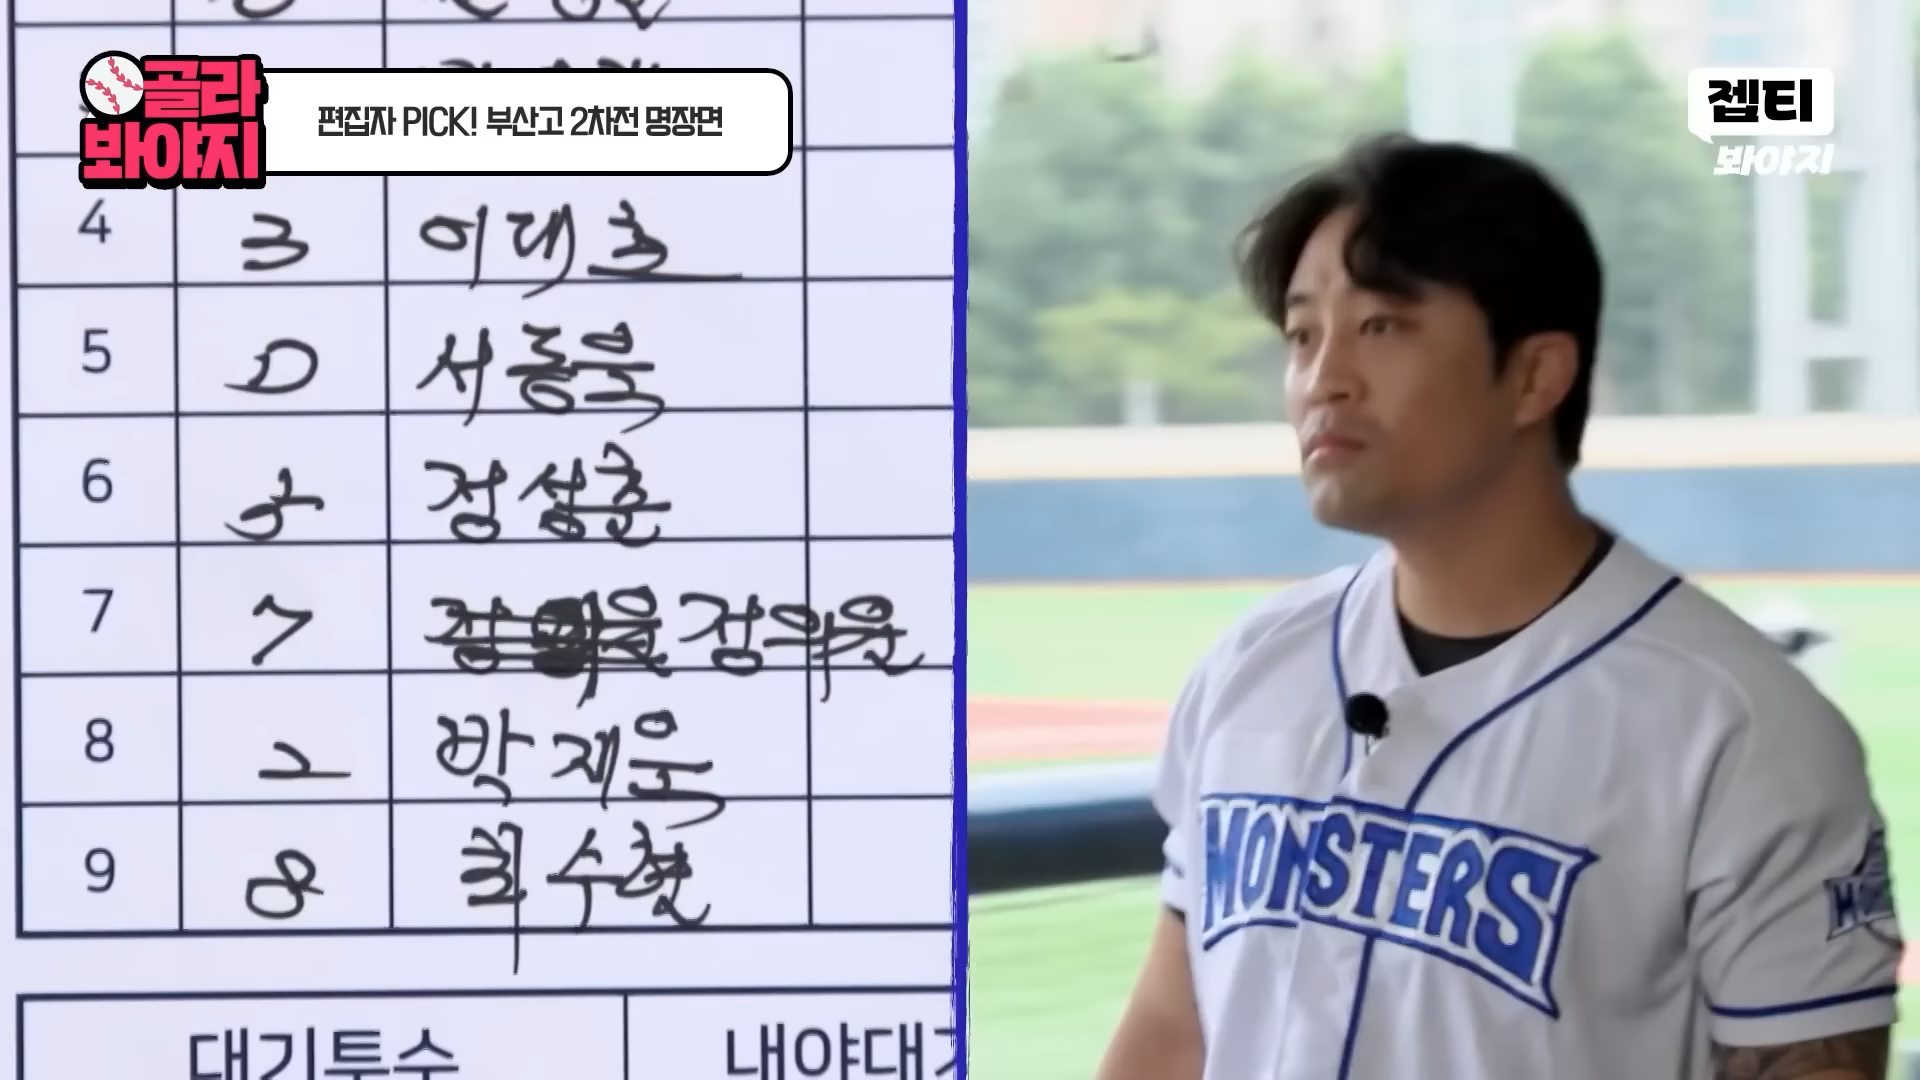 골라
봐야지
편집자 PICK! 부산고 2차전 명장면
젭티
봐야지
4 3 이대호
5 D 서동욱
6 5 정성훈
7 7 정의윤
8 2 박재욱
9 8 최수현
대기투수 내야대
MONSTERS